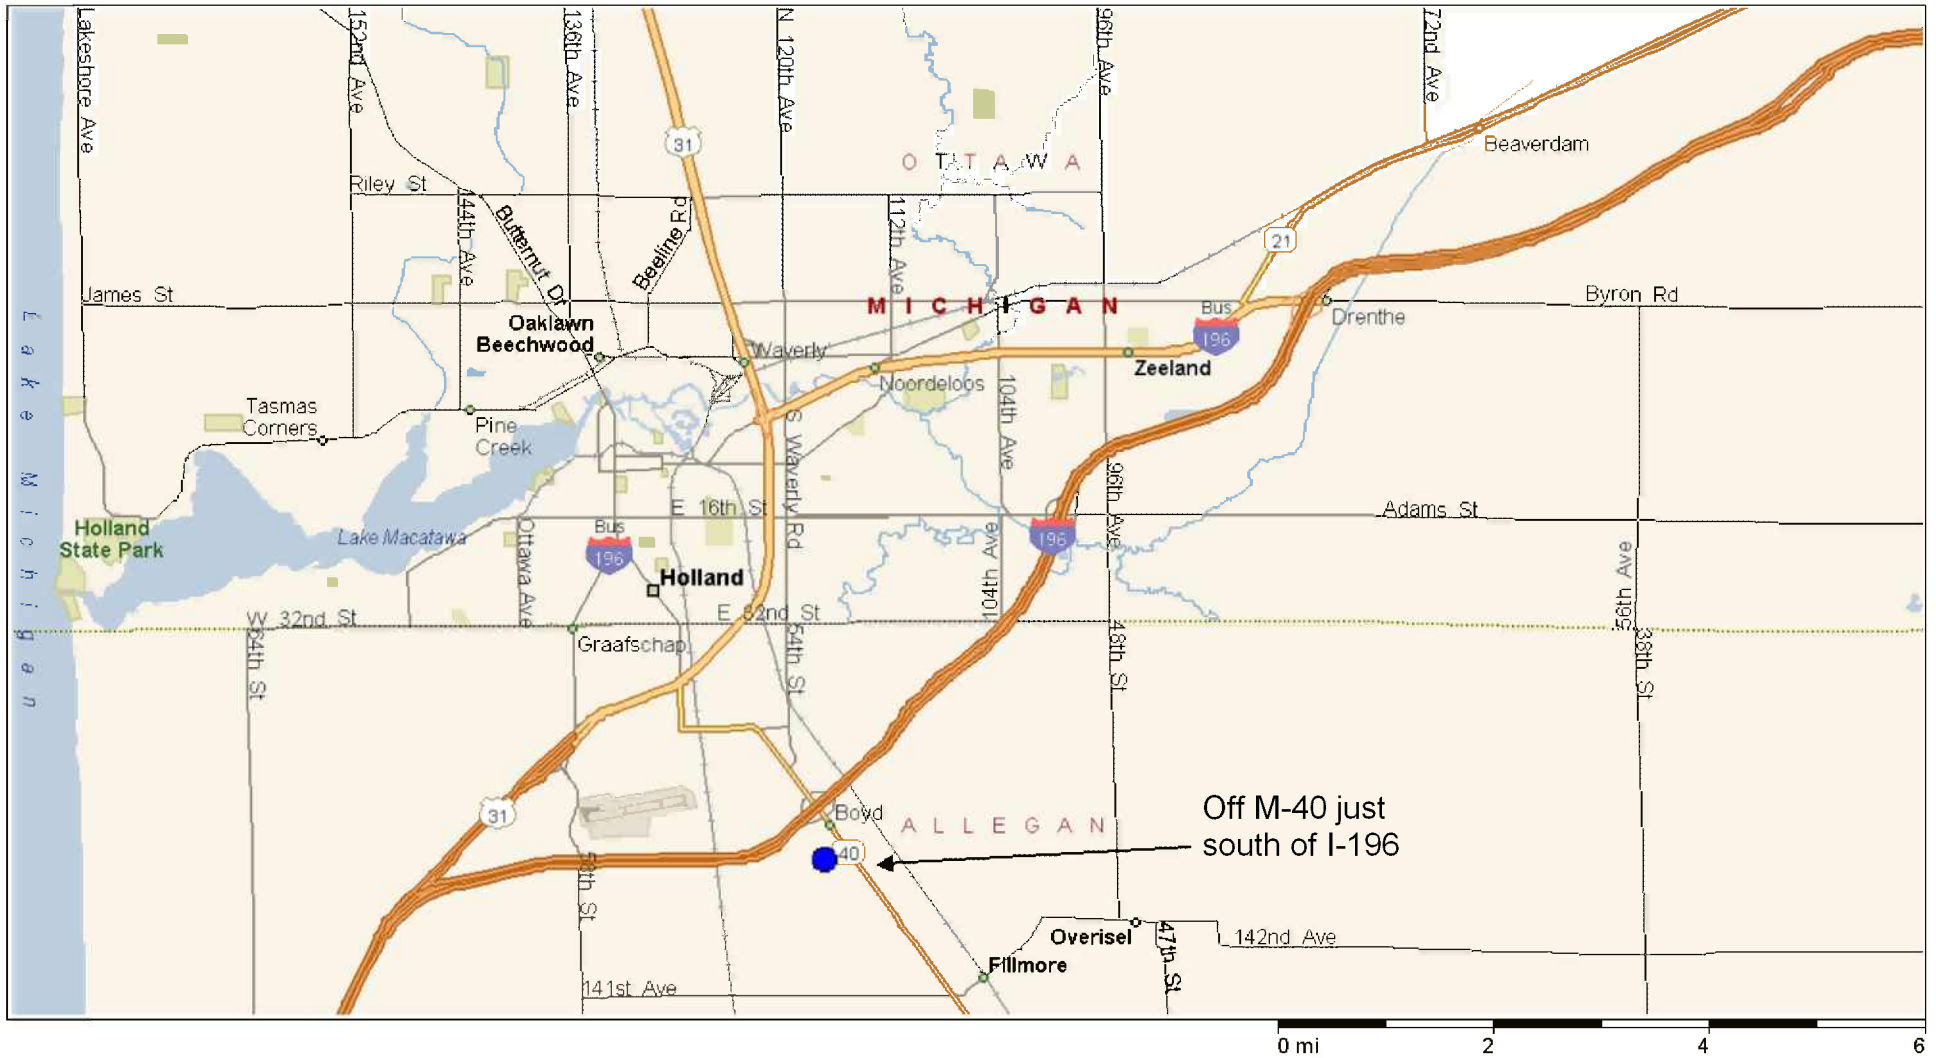 Lakeshore Ave
152nd Ave
136th Ave
N 120th Ave
96th Ave
72nd Ave
31
Beaverdam
O T T A W A
Riley St
144th Ave
Butternut Dr
Beeline Rd
112th Ave
21
James St
M I C H I G A N
Bus
196
Byron Rd
Drenthe
Oaklawn
Beechwood
Waverly
Zeeland
Noordeloos
104th Ave
Tasmas
Corners
Pine
Creek
S Waverly Rd
96th Ave
Lake Michigan
E 16th St
Adams St
Holland
State Park
Lake Macatawa
Ottawa Ave
Bus
196
196
104th Ave
Holland
56th Ave
W 32nd St
E 32nd St
Graafschap
64th St
54th St
48th St
38th St
31
Boyd
A L L E G A N
Off M-40 just
south of I-196
40
58th St
Overisel
47th St
142nd Ave
Fillmore
141st Ave
0 mi 2 4 6